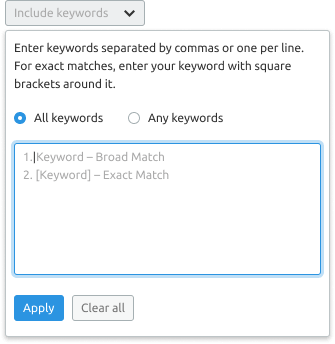 Include keywords
Enter keywords separated by commas or one per line.
For exact matches, enter your keyword with square
brackets around it.
All keywords
Any keywords
1. Keyword – Broad Match
2. [Keyword] – Exact Match
Apply
Clear all